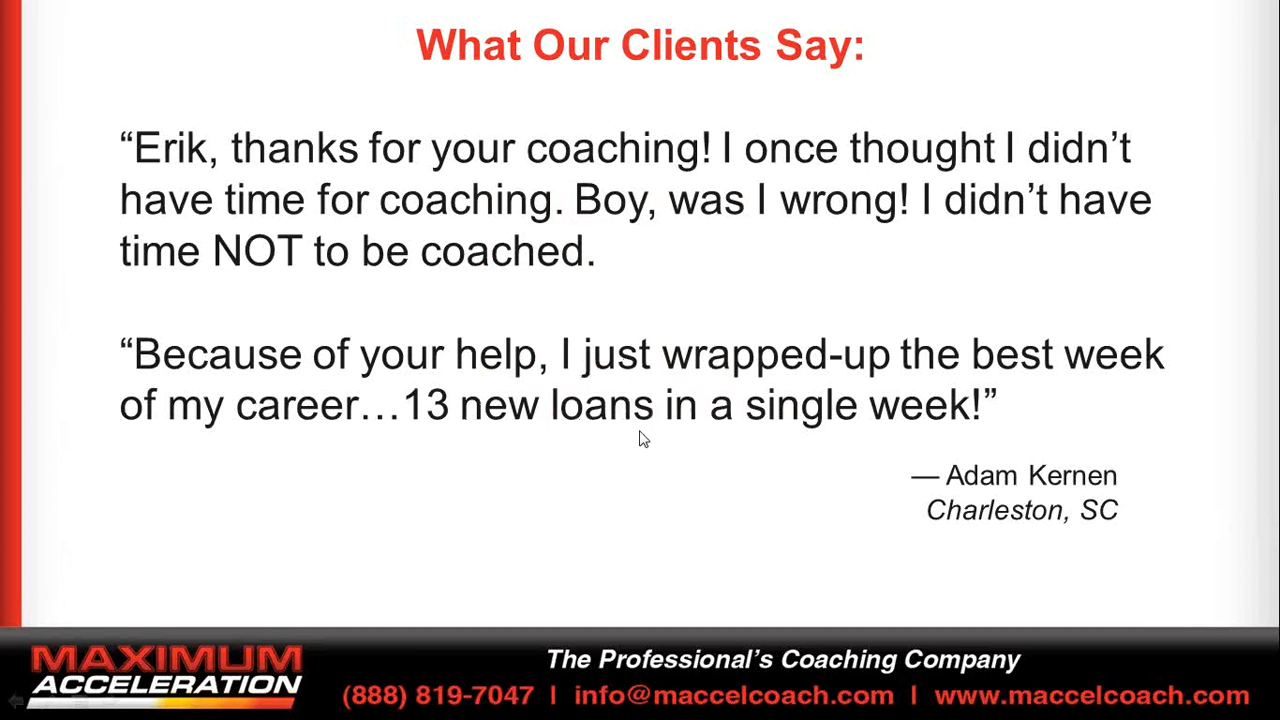 What Our Clients Say:
“Erik, thanks for your coaching! I once thought I didn’t
have time for coaching. Boy, was I wrong! I didn’t have
time NOT to be coached.
“Because of your help, I just wrapped-up the best week
of my career…13 new loans in a single week!”
— Adam Kernen
Charleston, SC
MAXIMUM
ACCELERATION
The Professional’s Coaching Company
(888) 819-7047 | info@maccelcoach.com | www.maccelcoach.com